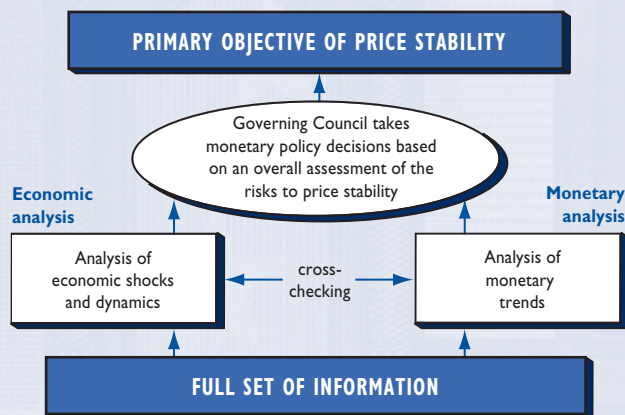 PRIMARY OBJECTIVE OF PRICE STABILITY
Governing Council takes
monetary policy decisions based
on an overall assessment of the
risks to price stability
Economic
analysis
Monetary
analysis
Analysis of
economic shocks
and dynamics
cross-
checking
Analysis of
monetary
trends
FULL SET OF INFORMATION